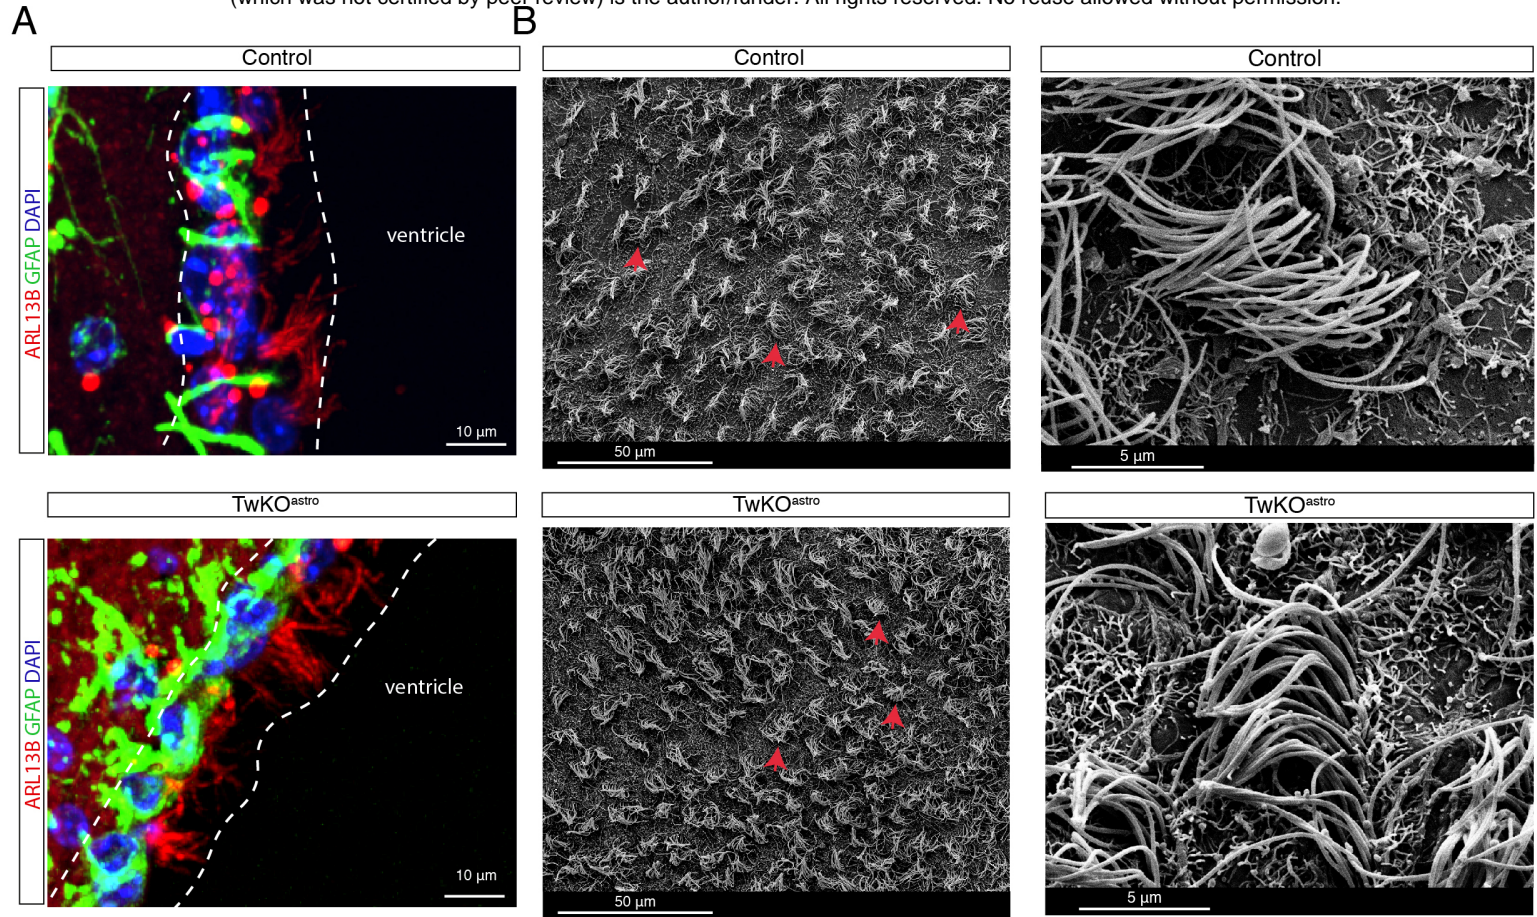 (which was not certified by peer review) is the author/funder. All rights reserved. No reuse allowed without permission.
A
B
Control
Control
Control
ARL13B GFAP DAPI
ventricle
10 µm
50 µm
5 µm
TwKOastro
TwKOastro
TwKOastro
ARL13B GFAP DAPI
ventricle
10 µm
50 µm
5 µm